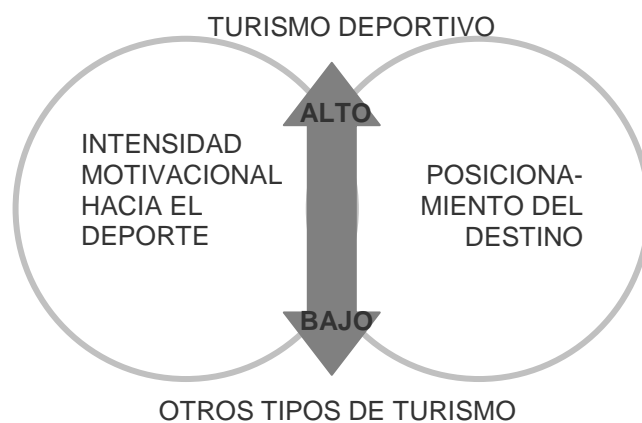 TURISMO DEPORTIVO
ALTO
INTENSIDAD
MOTIVACIONAL
HACIA EL
DEPORTE
POSICIONA-
MIENTO DEL
DESTINO
BAJO
OTROS TIPOS DE TURISMO